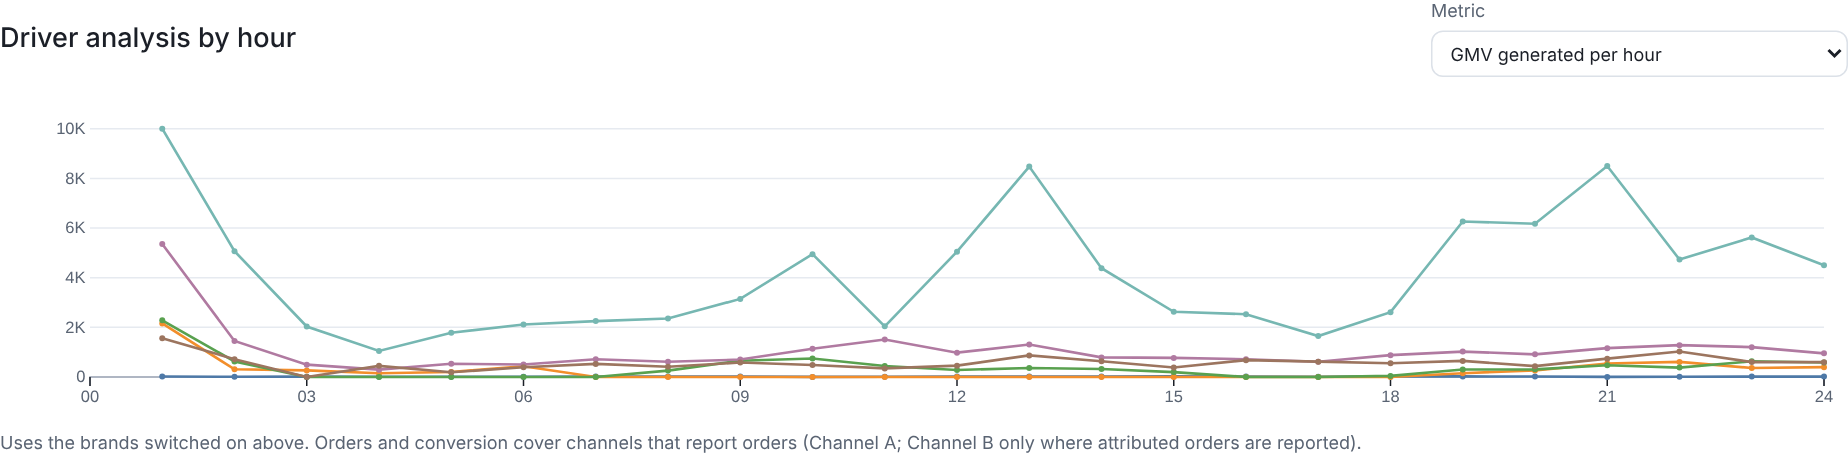 Metric
Driver analysis by hour
GMV generated per hour
10K
8K
6K
4K
2K
0
00 03 06 09 12 15 18 21 24
Uses the brands switched on above. Orders and conversion cover channels that report orders (Channel A; Channel B only where attributed orders are reported).